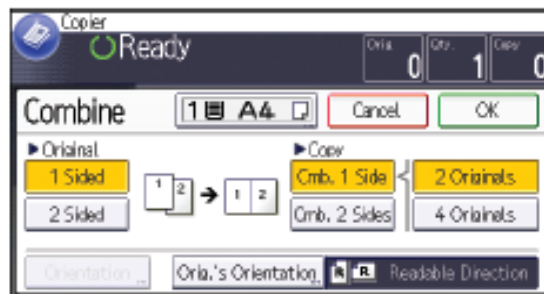 Copier
Ready
Orig. Qty. Copy
0 1 0
Combine 1 A4 Cancel OK
Original Copy
1 Sided 1 2 1 2 Cmb. 1 Side 2 Originals
2 Sided Cmb. 2 Sides 4 Originals
Orientation Orig.'s Orientation R R Readable Direction